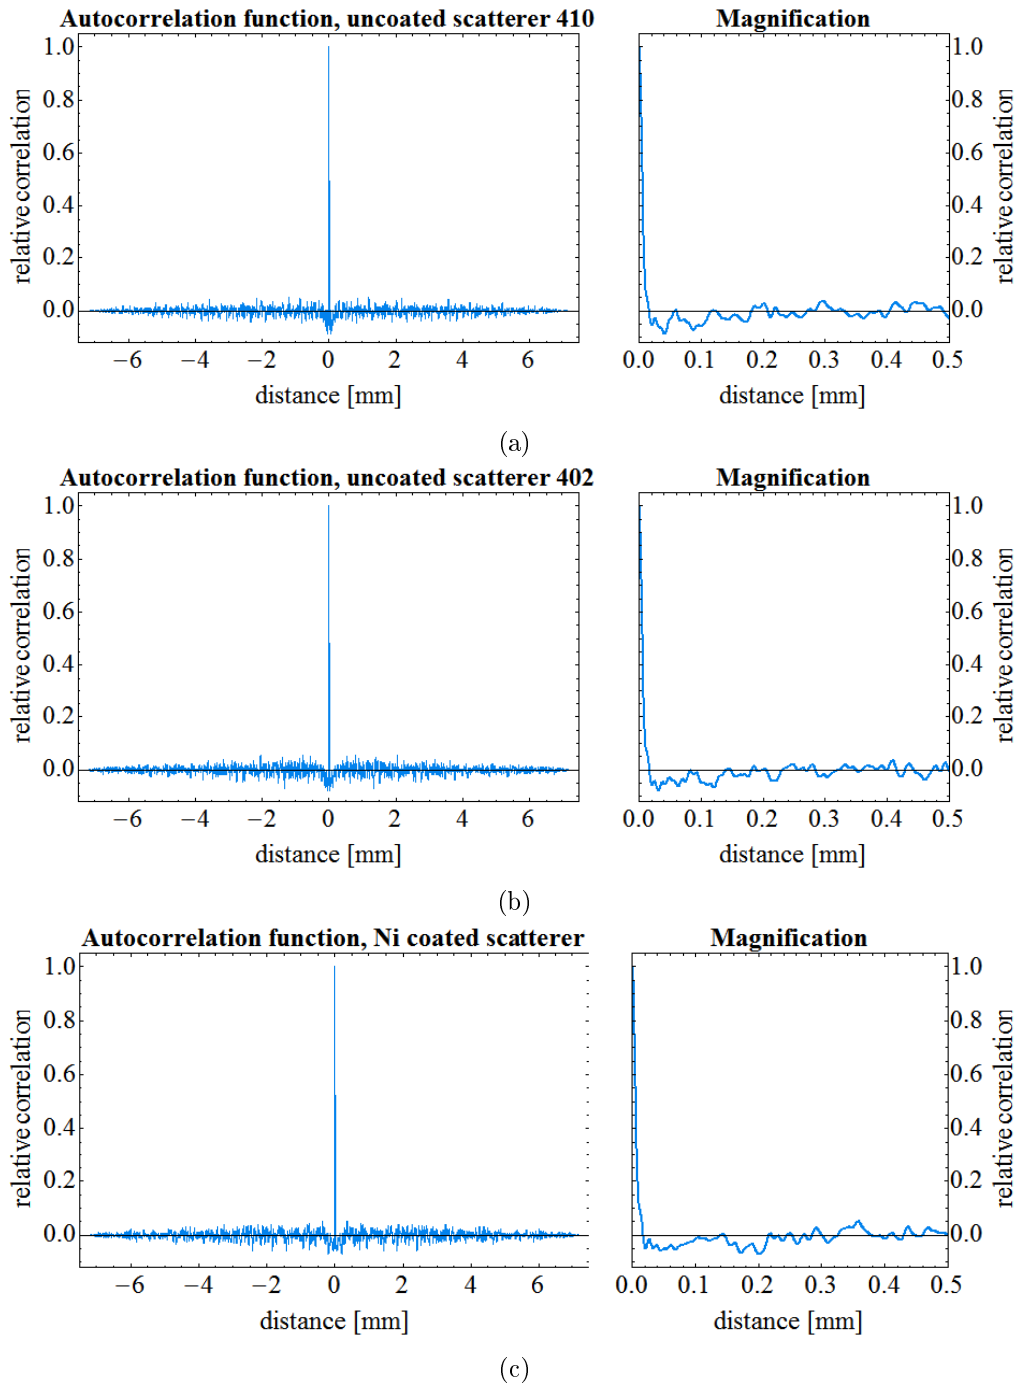 Autocorrelation function, uncoated scatterer 410 Magnification
1.0 1.0
0.8 0.8
0.6 0.6
0.4 0.4
0.2 0.2
0.0 0.0
relative correlation relative correlation
−6 −4 −2 0 2 4 6 0.0 0.1 0.2 0.3 0.4 0.5
distance [mm] distance [mm]
(a)
Autocorrelation function, uncoated scatterer 402 Magnification
1.0 1.0
0.8 0.8
0.6 0.6
0.4 0.4
0.2 0.2
0.0 0.0
relative correlation relative correlation
−6 −4 −2 0 2 4 6 0.0 0.1 0.2 0.3 0.4 0.5
distance [mm] distance [mm]
(b)
Autocorrelation function, Ni coated scatterer Magnification
1.0 1.0
0.8 0.8
0.6 0.6
0.4 0.4
0.2 0.2
0.0 0.0
relative correlation relative correlation
−6 −4 −2 0 2 4 6 0.0 0.1 0.2 0.3 0.4 0.5
distance [mm] distance [mm]
(c)